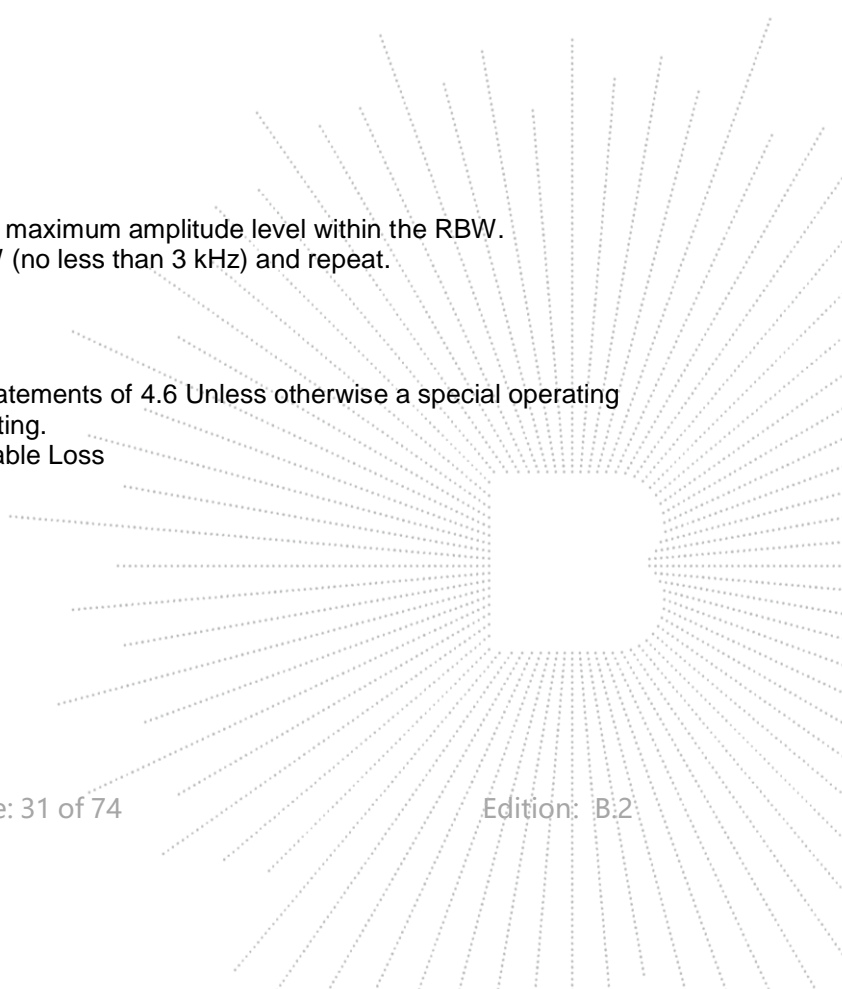 maximum amplitude level within the RBW.
(no less than 3 kHz) and repeat.
atements of 4.6 Unless otherwise a special operating
ting.
able Loss
e: 31 of 74 Edition: B.2